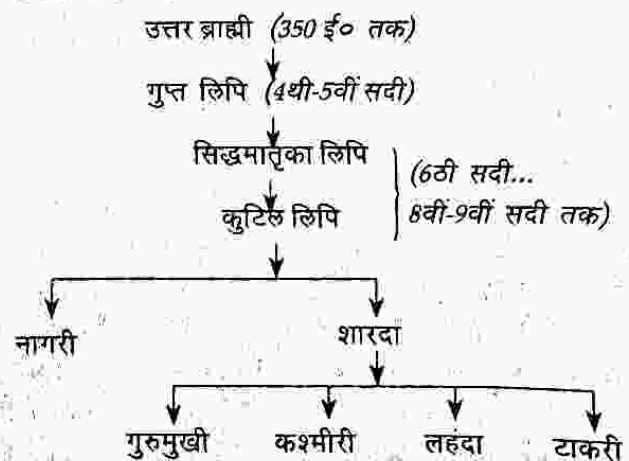 उत्तर ब्राह्मी (350 ई० तक)
गुप्त लिपि (4थी-5वीं सदी)
सिद्धमातृका लिपि
(6ठी सदी...
कुटिल लिपि
8वीं-9वीं सदी तक)
नागरी
शारदा
गुरुमुखी कश्मीरी लहंदा टाकरी